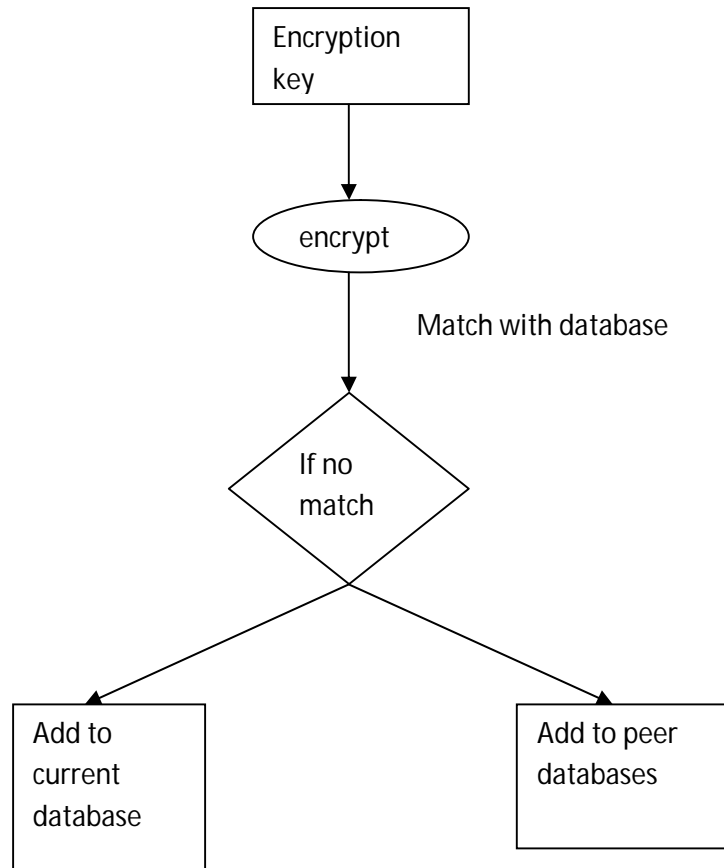 Encryption
key
encrypt
Match with database
If no
match
Add to
current
database
Add to peer
databases